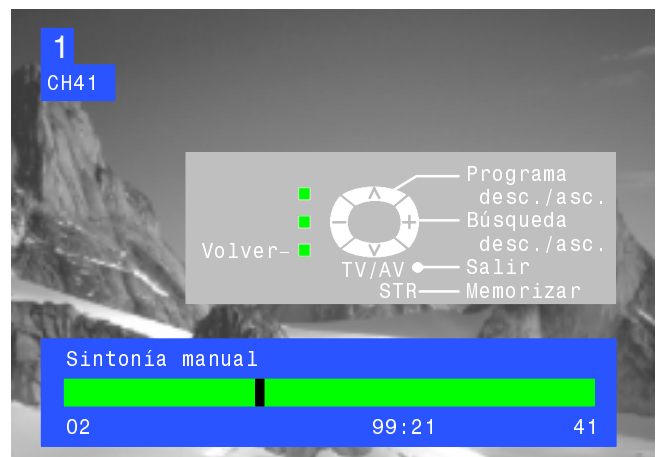 1
CH41
Programa
desc./asc.
Búsqueda
desc./asc.
Volver-
TV/AV Salir
STR Memorizar
Sintonía manual
02 99:21 41